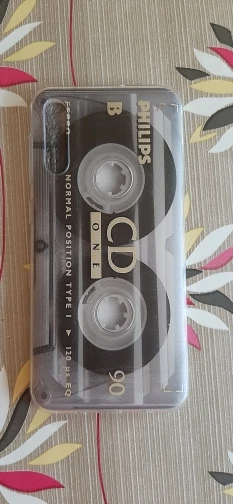 PHILIPS
B
CD
ONE
90
NORMAL POSITION TYPE I ▶ 120 µs EQ